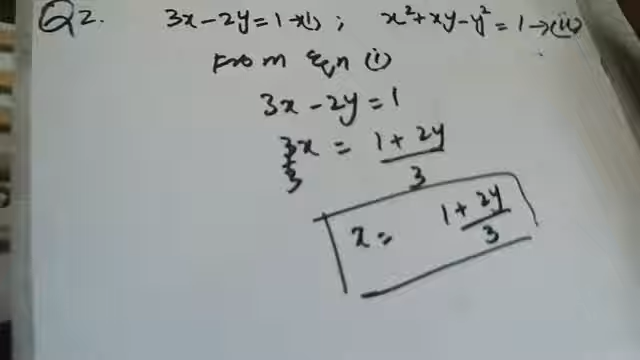 Q2. 3x-2y=1→(i) ; x²+xy-y²=1→(ii)
From Eqn (i)
3x-2y=1
3x/3 = (1+2y)/3
x= 1+2y/3